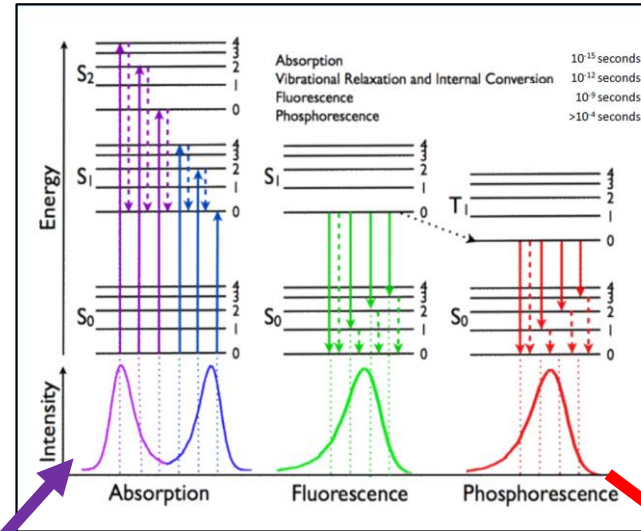 Absorption 10⁻¹⁵ seconds
Vibrational Relaxation and Internal Conversion 10⁻¹² seconds
Fluorescence 10⁻⁹ seconds
Phosphorescence >10⁻⁴ seconds
Energy
S₂
4
3
2
1
0
S₁
4
3
2
1
0
S₀
4
3
2
1
0
S₁
4
3
2
1
0
S₀
4
3
2
1
0
T₁
4
3
2
1
0
S₀
4
3
2
1
0
Intensity
Absorption Fluorescence Phosphorescence